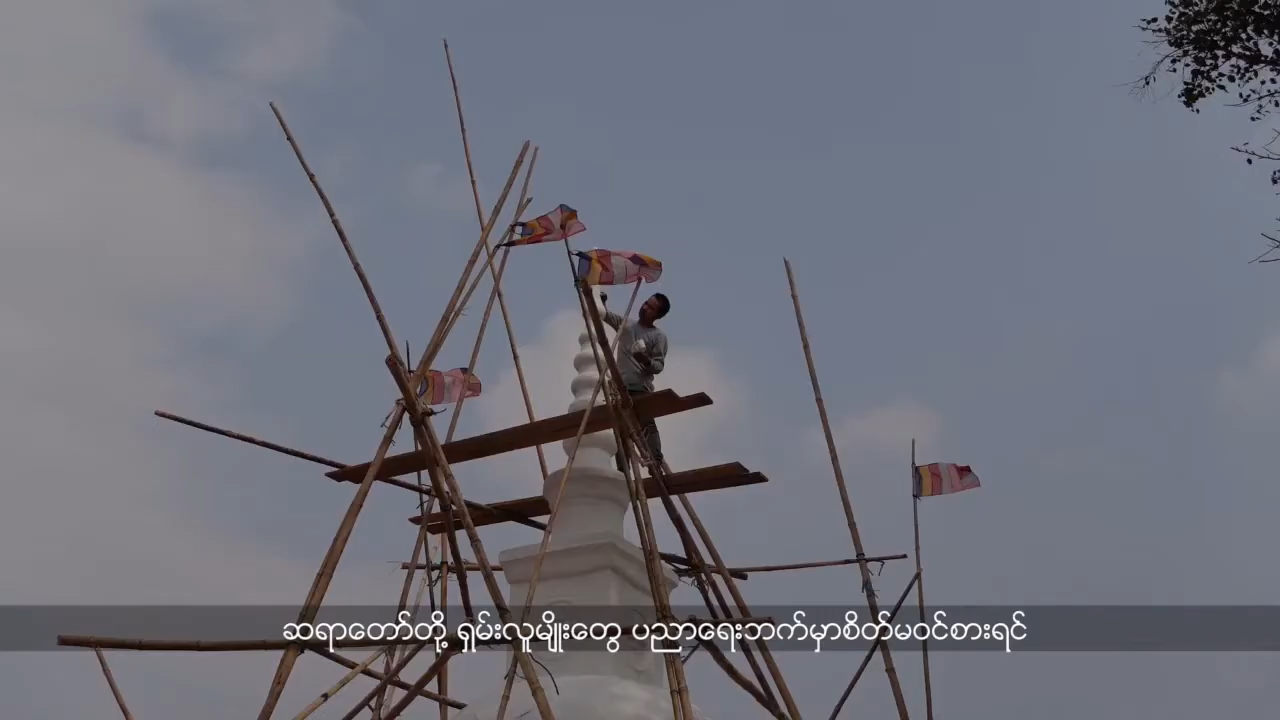 ဆရာတော်တို့ ရှမ်းလူမျိုးတွေ ပညာရေးဘက်မှာစိတ်မဝင်စားရင်